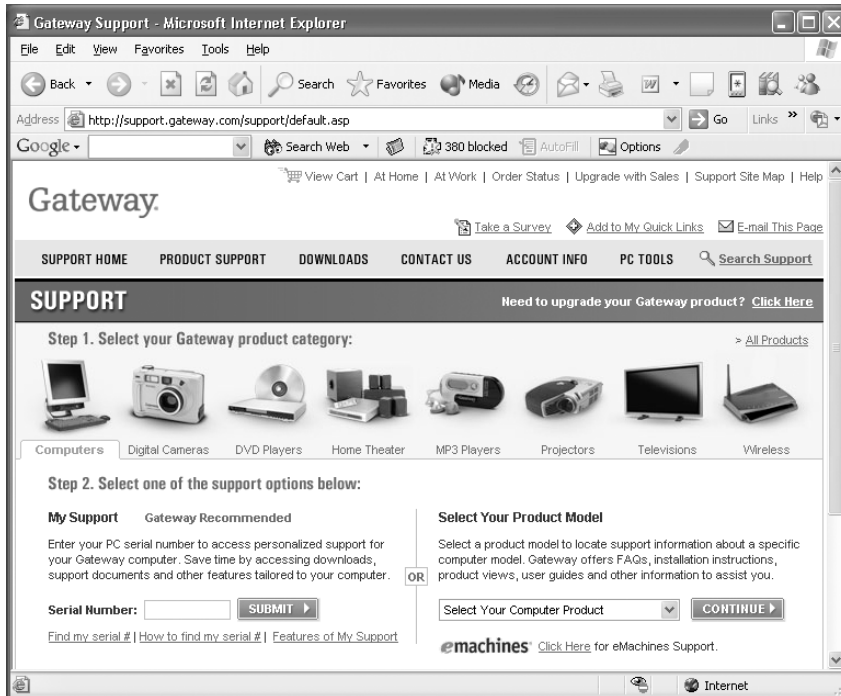 Gateway Support - Microsoft Internet Explorer
File Edit View Favorites Tools Help
Back Search Favorites Media
Address http://support.gateway.com/support/default.asp Go Links »
Google Search Web 380 blocked AutoFill Options
View Cart | At Home | At Work | Order Status | Upgrade with Sales | Support Site Map | Help
Gateway.
Take a Survey Add to My Quick Links E-mail This Page
SUPPORT HOME PRODUCT SUPPORT DOWNLOADS CONTACT US ACCOUNT INFO PC TOOLS Search Support
SUPPORT Need to upgrade your Gateway product? Click Here
Step 1. Select your Gateway product category: > All Products
Computers Digital Cameras DVD Players Home Theater MP3 Players Projectors Televisions Wireless
Step 2. Select one of the support options below:
My Support Gateway Recommended
Enter your PC serial number to access personalized support for
your Gateway computer. Save time by accessing downloads,
support documents and other features tailored to your computer.
Serial Number: SUBMIT
Find my serial # | How to find my serial # | Features of My Support
OR
Select Your Product Model
Select a product model to locate support information about a specific
computer model. Gateway offers FAQs, installation instructions,
product views, user guides and other information to assist you.
Select Your Computer Product CONTINUE
emachines Click Here for eMachines Support.
Internet